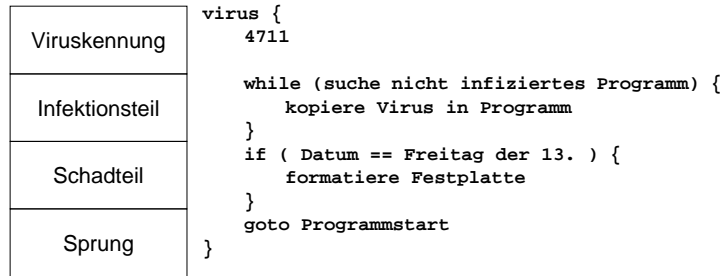 Viruskennung
Infektionsteil
Schadteil
Sprung
virus {
4711
while (suche nicht infiziertes Programm) {
kopiere Virus in Programm
}
if ( Datum == Freitag der 13. ) {
formatiere Festplatte
}
goto Programmstart
}